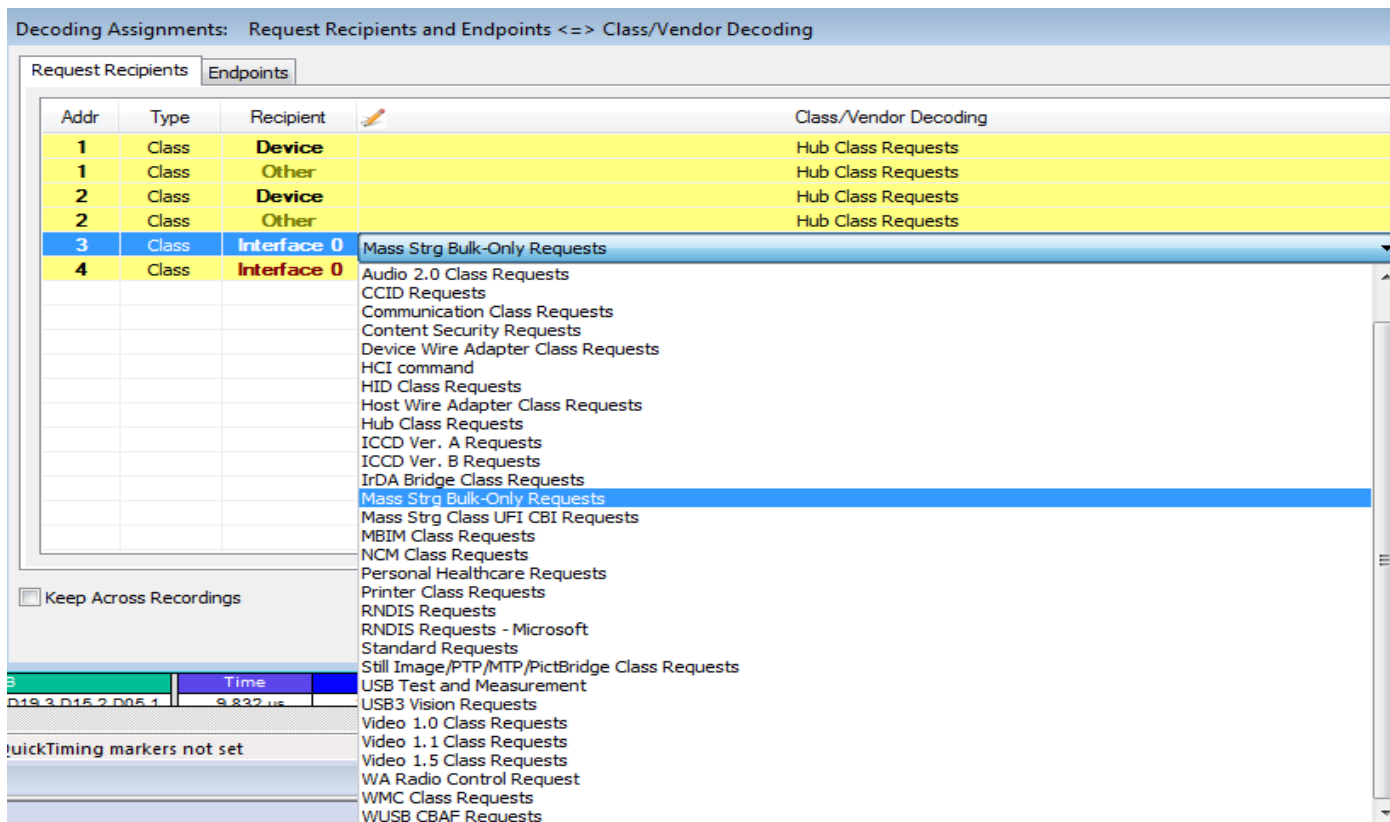 Decoding Assignments: Request Recipients and Endpoints <=> Class/Vendor Decoding
Request Recipients Endpoints
Addr Type Recipient Class/Vendor Decoding
1 Class Device Hub Class Requests
1 Class Other Hub Class Requests
2 Class Device Hub Class Requests
2 Class Other Hub Class Requests
3 Class Interface 0 Mass Strg Bulk-Only Requests
4 Class Interface 0
Audio 2.0 Class Requests
CCID Requests
Communication Class Requests
Content Security Requests
Device Wire Adapter Class Requests
HCI command
HID Class Requests
Host Wire Adapter Class Requests
Hub Class Requests
ICCD Ver. A Requests
ICCD Ver. B Requests
IrDA Bridge Class Requests
Mass Strg Bulk-Only Requests
Mass Strg Class UFI CBI Requests
MBIM Class Requests
NCM Class Requests
Personal Healthcare Requests
Printer Class Requests
RNDIS Requests
RNDIS Requests - Microsoft
Standard Requests
Still Image/PTP/MTP/PictBridge Class Requests
USB Test and Measurement
USB3 Vision Requests
Video 1.0 Class Requests
Video 1.1 Class Requests
Video 1.5 Class Requests
WA Radio Control Request
WMC Class Requests
WUSB CBAF Requests
Keep Across Recordings
Time
D19.3 D15.2 D05.1 9.832 us
QuickTiming markers not set